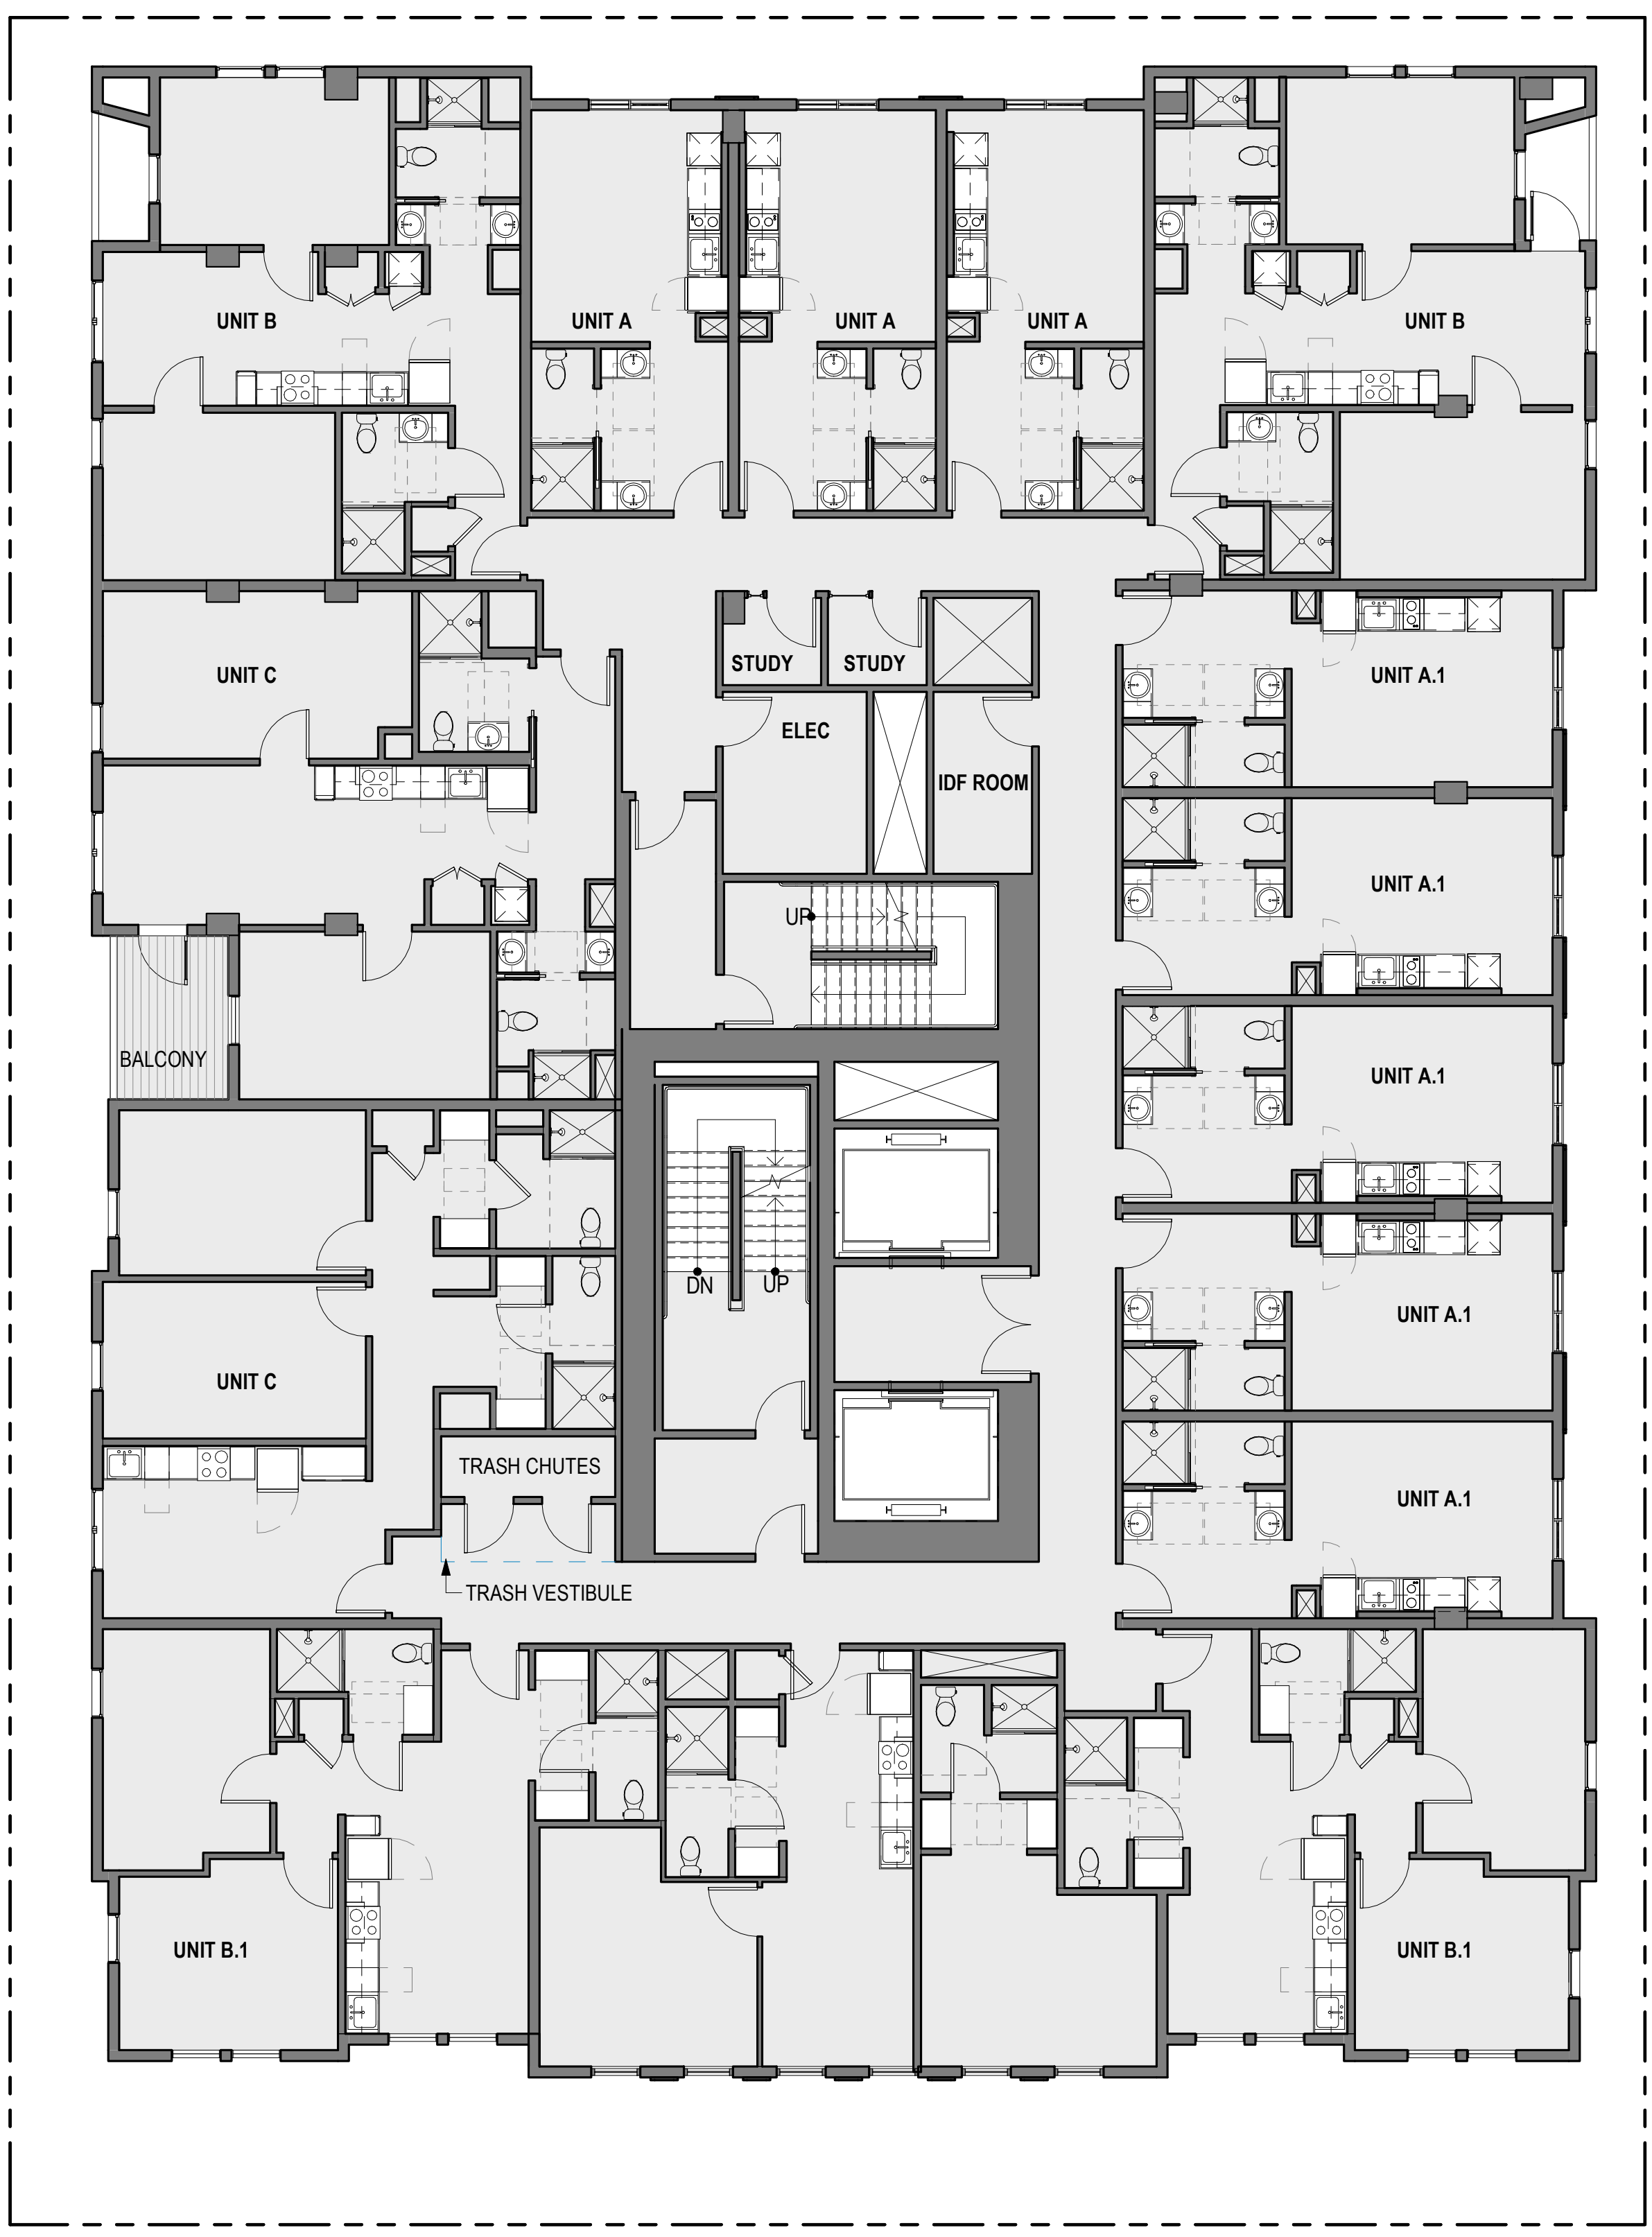 UNIT B
UNIT A
UNIT A
UNIT A
UNIT B
UNIT C
STUDY
STUDY
UNIT A.1
ELEC
IDF ROOM
UNIT A.1
UP
BALCONY
UNIT A.1
DN
UP
UNIT A.1
UNIT C
TRASH CHUTES
UNIT A.1
TRASH VESTIBULE
UNIT B.1
UNIT B.1